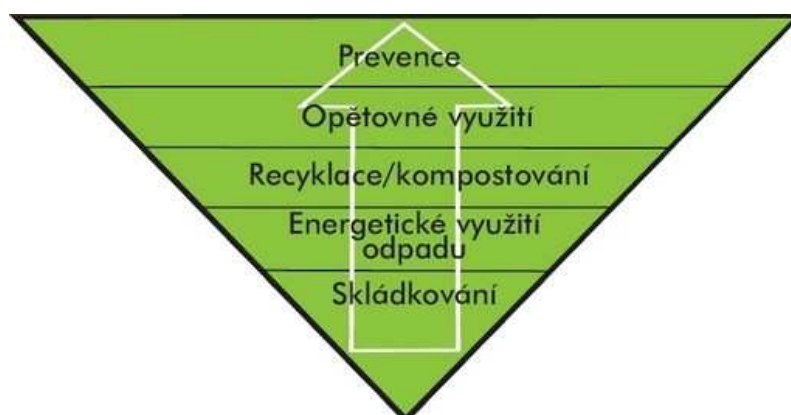 Prevence
Opětovné využití
Recyklace/kompostování
Energetické využití
odpadu
Skládkování